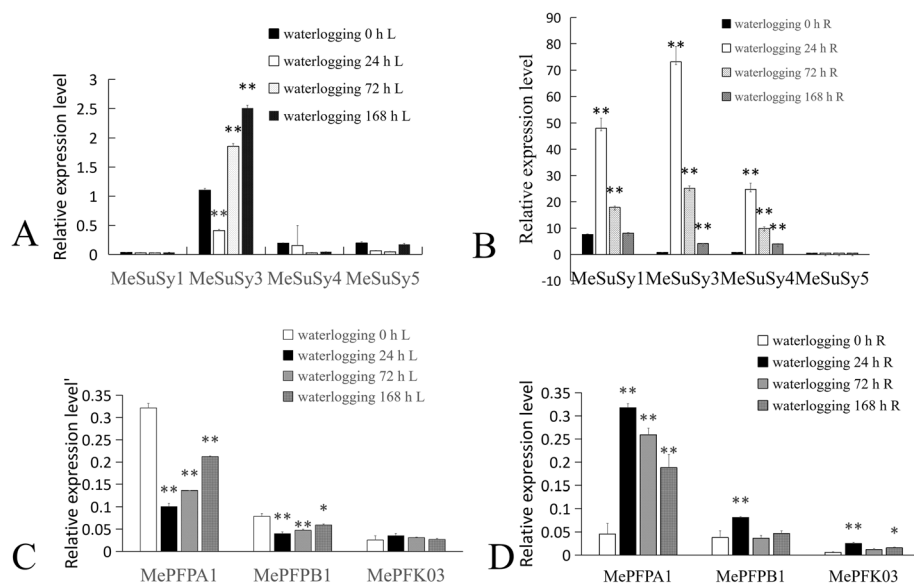 A
Relative expression level
3
2.5
2
1.5
1
0.5
0
waterlogging 0 h L
waterlogging 24 h L
waterlogging 72 h L
waterlogging 168 h L
**
**
**
MeSuSy1 MeSuSy3 MeSuSy4 MeSuSy5
B
Relative expression level
90
80
70
60
50
40
30
20
10
0
-10
waterlogging 0 h R
waterlogging 24 h R
waterlogging 72 h R
waterlogging 168 h R
**
**
**
**
**
**
**
**
MeSuSy1 MeSuSy3 MeSuSy4 MeSuSy5
C
Relative expression level'
0.35
0.3
0.25
0.2
0.15
0.1
0.05
0
waterlogging 0 h L
waterlogging 24 h L
waterlogging 72 h L
waterlogging 168 h L
**
**
**
**
**
*
MePFPA1 MePFPB1 MePFK03
D
Relative expression level
0.35
0.3
0.25
0.2
0.15
0.1
0.05
0
waterlogging 0 h R
waterlogging 24 h R
waterlogging 72 h R
waterlogging 168 h R
**
**
**
**
**
*
MePFPA1 MePFPB1 MePFK03